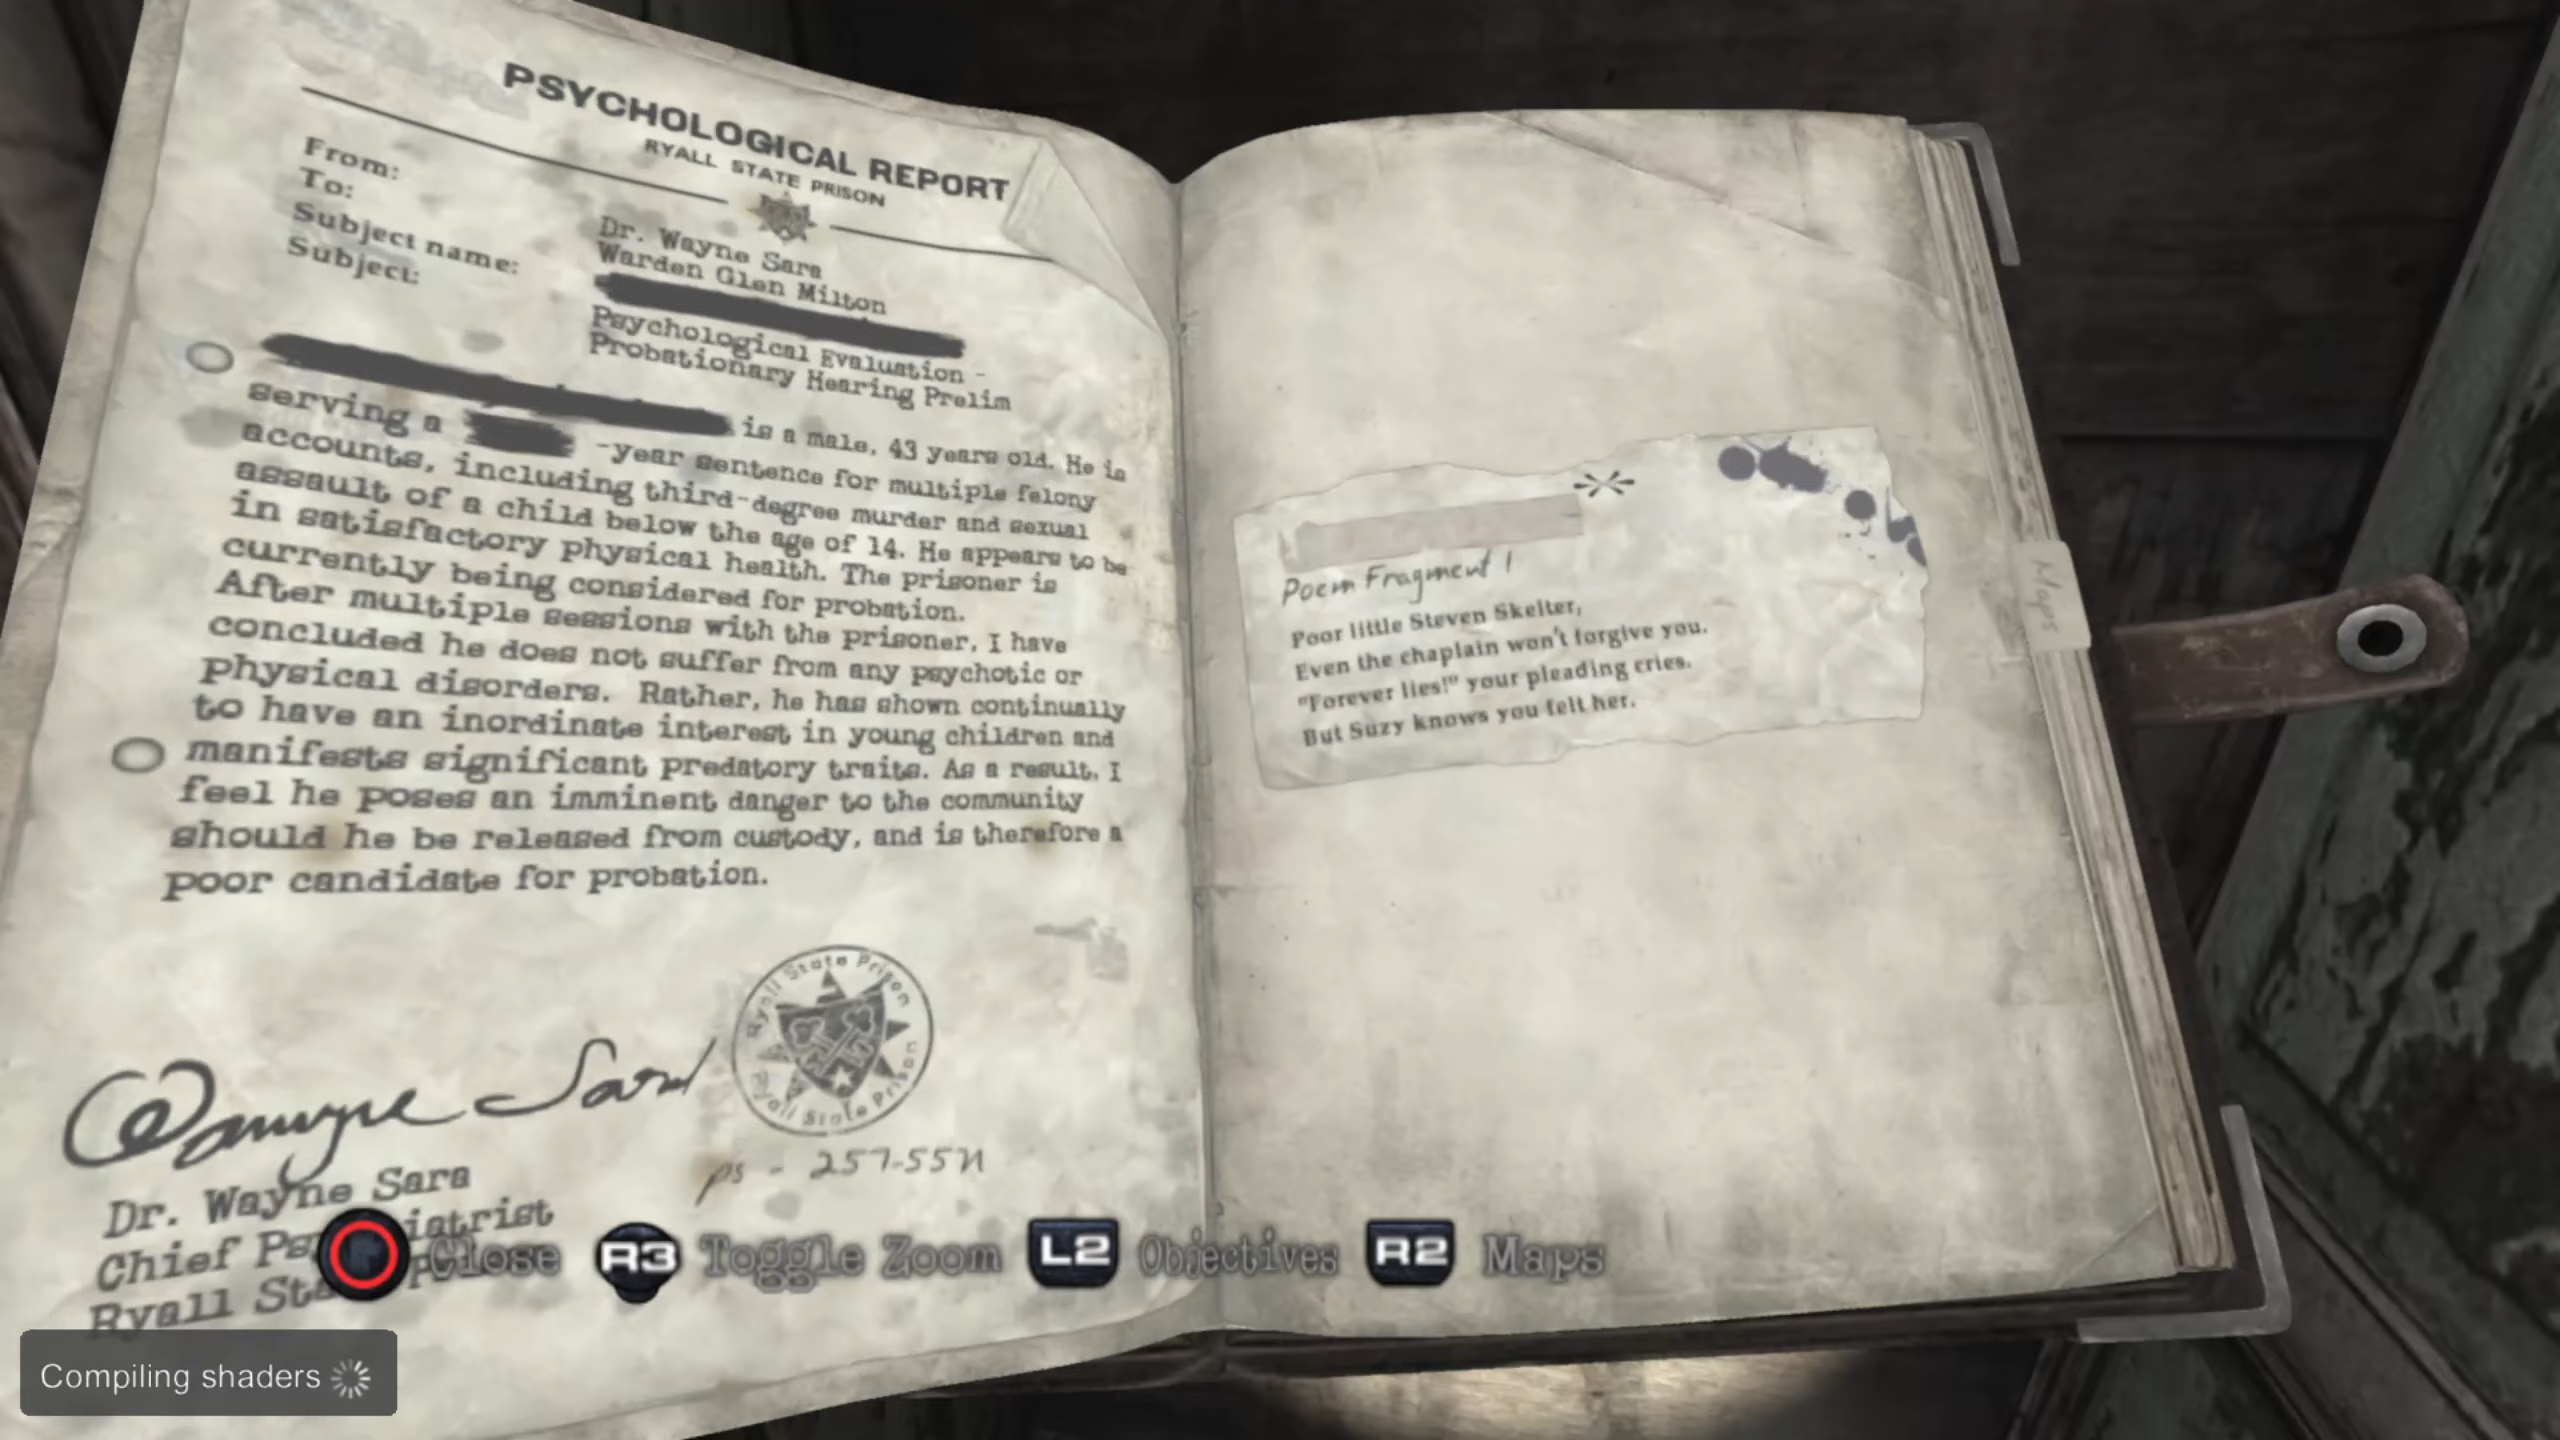 PSYCHOLOGICAL REPORT
RYALL STATE PRISON
From:
To:
Subject name:
Subject:
Dr. Wayne Sara
Warden Glen Milton
Psychological Evaluation -
Probationary Hearing Prelim
is a male, 43 years old. He is
serving a -year sentence for multiple felony
accounts, including third-degree murder and sexual
assault of a child below the age of 14. He appears to be
in satisfactory physical health. The prisoner is
currently being considered for probation.
After multiple sessions with the prisoner, I have
concluded he does not suffer from any psychotic or
physical disorders. Rather, he has shown continually
to have an inordinate interest in young children and
manifests significant predatory traits. As a result, I
feel he poses an imminent danger to the community
should he be released from custody, and is therefore a
poor candidate for probation.
Wayne Sara
Ryall State Prison
Ryall State Prison
ps - 257-55N
Dr. Wayne Sara
Chief
Ryall
Poem Fragment 1
Poor little Steven Skelter,
Even the chaplain won't forgive you.
"Forever lies!" your pleading cries.
But Suzy knows you felt her.
Maps
Close R3 Toggle Zoom L2 Objectives R2 Maps
Compiling shaders